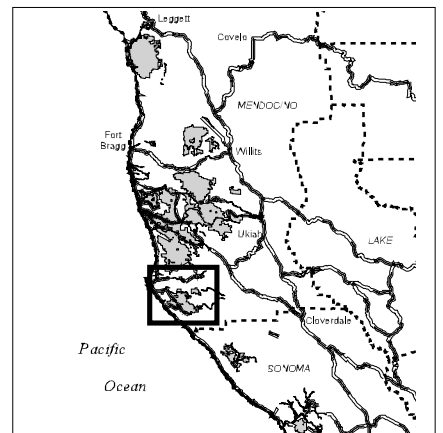 Leggett
Covelo
MENDOCINO
Fort
Bragg
Willits
Ukiah
LAKE
Cloverdale
Pacific
Ocean
SONOMA